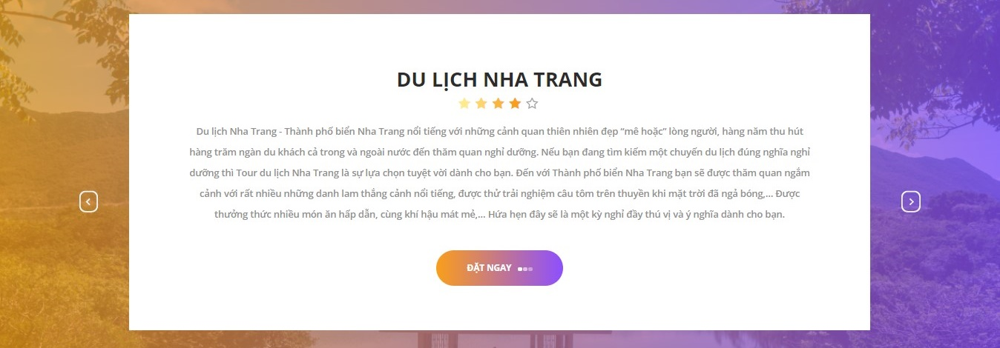 DU LỊCH NHA TRANG
Du lịch Nha Trang - Thành phố biển Nha Trang nổi tiếng với những cảnh quan thiên nhiên đẹp “mê hoặc” lòng người, hàng năm thu hút
hàng trăm ngàn du khách cả trong và ngoài nước đến thăm quan nghỉ dưỡng. Nếu bạn đang tìm kiếm một chuyến du lịch đúng nghĩa nghỉ
dưỡng thì Tour du lịch Nha Trang là sự lựa chọn tuyệt vời dành cho bạn. Đến với Thành phố biển Nha Trang bạn sẽ được thăm quan ngắm
cảnh với rất nhiều những danh lam thắng cảnh nổi tiếng, được thử trải nghiệm câu tôm trên thuyền khi mặt trời đã ngả bóng,... Được
thưởng thức nhiều món ăn hấp dẫn, cùng khí hậu mát mẻ,... Hứa hẹn đây sẽ là một kỳ nghỉ đầy thú vị và ý nghĩa dành cho bạn.
ĐẶT NGAY